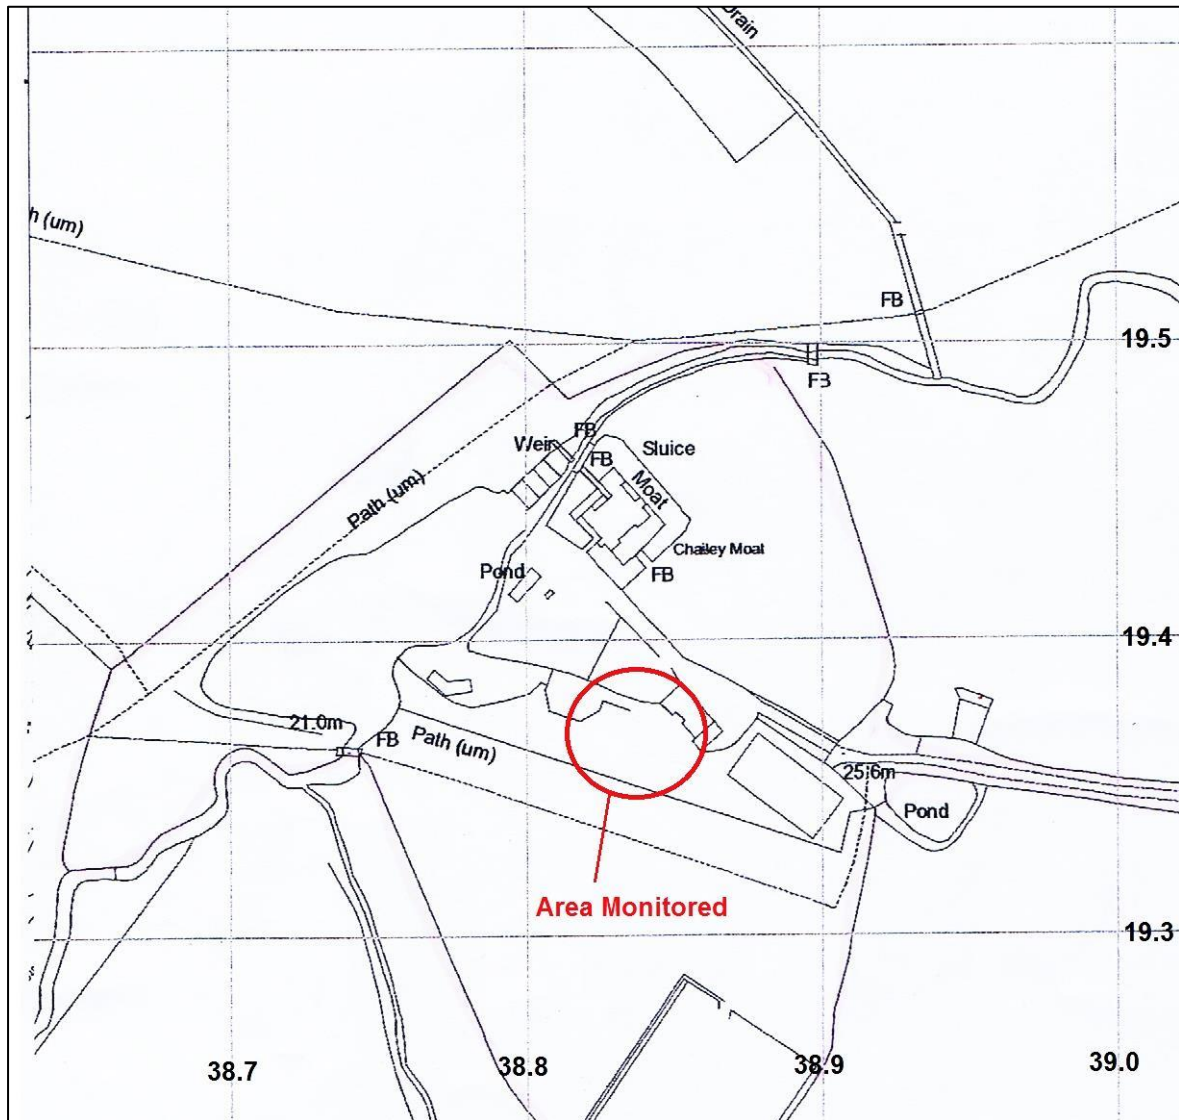 Drain
h (um)
FB
19.5
FB
FB
Weir
FB
Sluice
Moat
Path (um)
Chailey Moat
Pond
FB
19.4
21.0m
FB
Path (um)
25.6m
Pond
Area Monitored
19.3
38.7
38.8
38.9
39.0